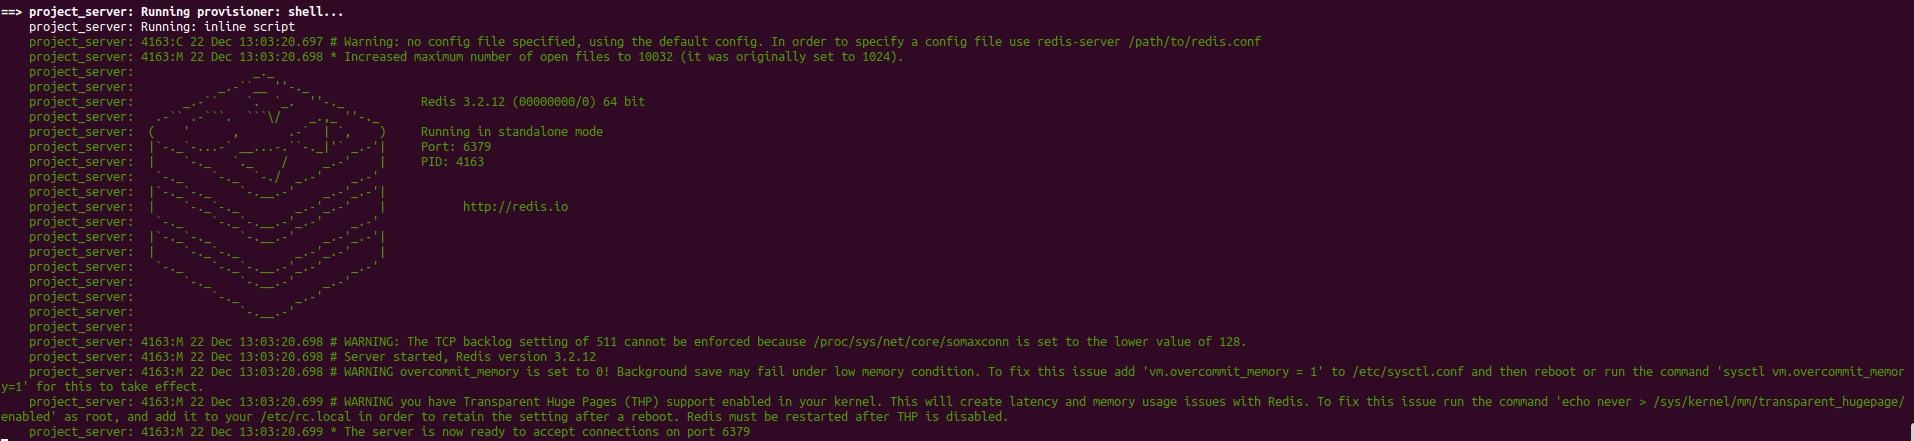 ==> project_server: Running provisioner: shell...
    project_server: Running: inline script
    project_server: 4163:C 22 Dec 13:03:20.697 # Warning: no config file specified, using the default config. In order to specify a config file use redis-server /path/to/redis.conf
    project_server: 4163:M 22 Dec 13:03:20.698 * Increased maximum number of open files to 10032 (it was originally set to 1024).
    project_server:                 _._
    project_server:            _.-``__ ''-._
    project_server:       _.-``    `.  `_.  ''-._           Redis 3.2.12 (00000000/0) 64 bit
    project_server:   .-`` .-```.  ```\/    _.,_ ''-._
    project_server:  (    '      ,       .-`  | `,    )     Running in standalone mode
    project_server:  |`-._`-...-` __...-.``-._|'` _.-'|     Port: 6379
    project_server:  |    `-._   `._    /     _.-'    |     PID: 4163
    project_server:   `-._    `-._  `-./  _.-'    _.-'
    project_server:  |`-._`-._    `-.__.-'    _.-'_.-'|
    project_server:  |    `-._`-._        _.-'_.-'    |           http://redis.io
    project_server:   `-._    `-._`-.__.-'_.-'    _.-'
    project_server:  |`-._`-._    `-.__.-'    _.-'_.-'|
    project_server:  |    `-._`-._        _.-'_.-'    |
    project_server:   `-._    `-._`-.__.-'_.-'    _.-'
    project_server:       `-._    `-.__.-'    _.-'
    project_server:           `-._        _.-'
    project_server:               `-.__.-'
    project_server:
    project_server: 4163:M 22 Dec 13:03:20.698 # WARNING: The TCP backlog setting of 511 cannot be enforced because /proc/sys/net/core/somaxconn is set to the lower value of 128.
    project_server: 4163:M 22 Dec 13:03:20.698 # Server started, Redis version 3.2.12
    project_server: 4163:M 22 Dec 13:03:20.698 # WARNING overcommit_memory is set to 0! Background save may fail under low memory condition. To fix this issue add 'vm.overcommit_memory = 1' to /etc/sysctl.conf and then reboot or run the command 'sysctl vm.overcommit_memor
y=1' for this to take effect.
    project_server: 4163:M 22 Dec 13:03:20.699 # WARNING you have Transparent Huge Pages (THP) support enabled in your kernel. This will create latency and memory usage issues with Redis. To fix this issue run the command 'echo never > /sys/kernel/mm/transparent_hugepage/
enabled' as root, and add it to your /etc/rc.local in order to retain the setting after a reboot. Redis must be restarted after THP is disabled.
    project_server: 4163:M 22 Dec 13:03:20.699 * The server is now ready to accept connections on port 6379